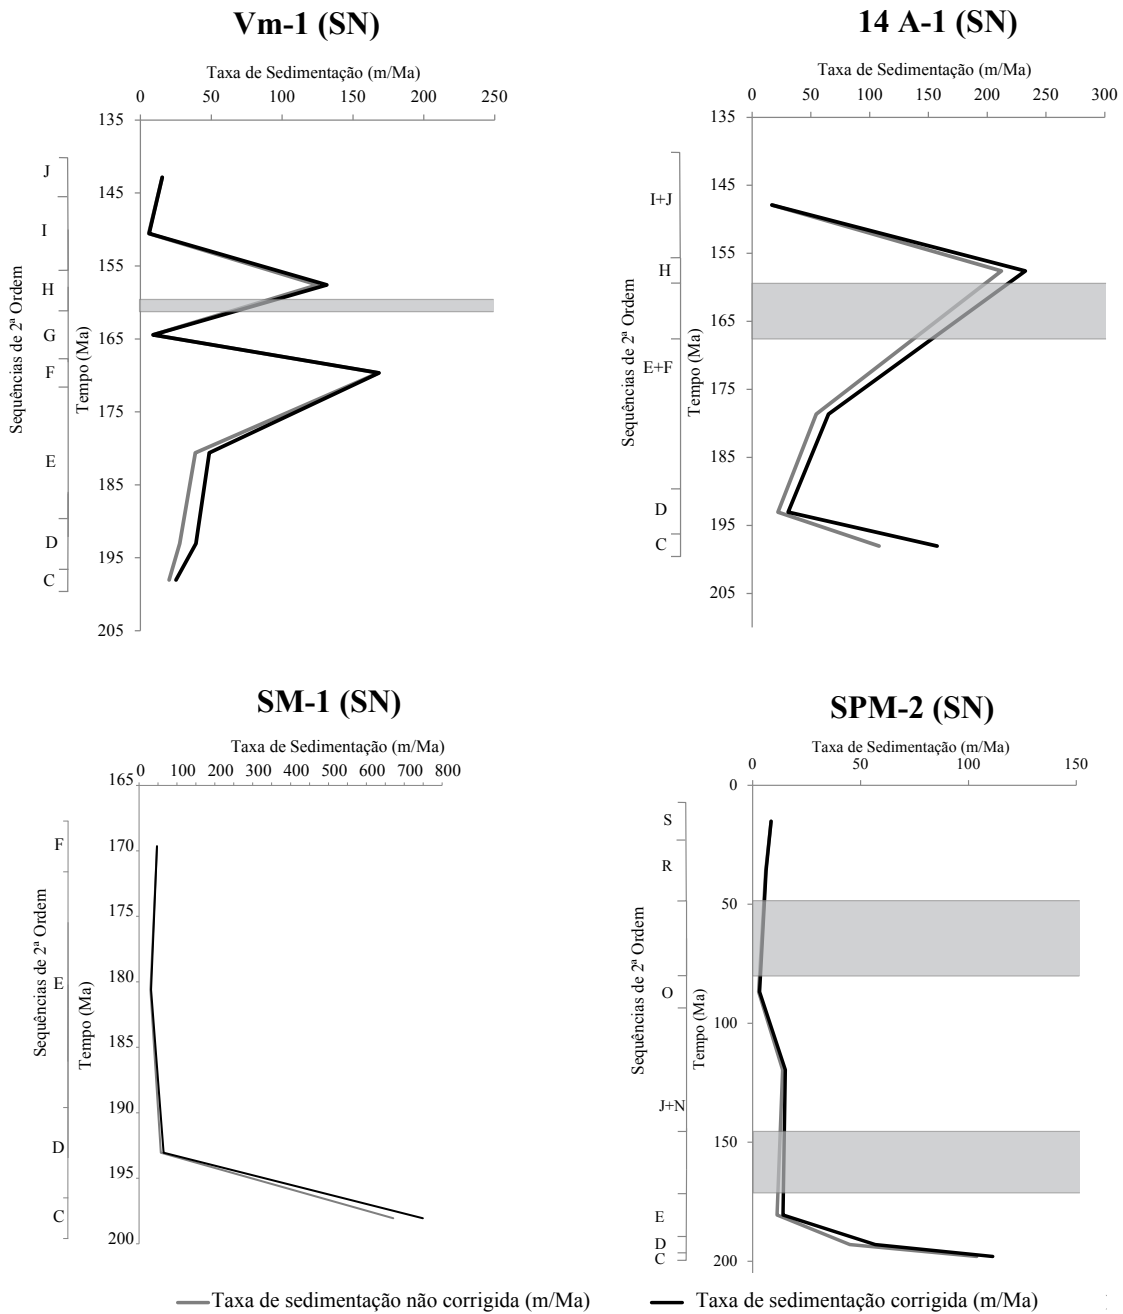 Vm-1 (SN)
Taxa de Sedimentação (m/Ma)
0 50 100 150 200 250
135
145
155
165
175
185
195
205
J
I
H
G
F
E
D
C
Sequências de 2ª Ordem
Tempo (Ma)
14 A-1 (SN)
Taxa de Sedimentação (m/Ma)
0 50 100 150 200 250 300
135
145
155
165
175
185
195
205
I+J
H
E+F
D
C
Sequências de 2ª Ordem
Tempo (Ma)
SM-1 (SN)
Taxa de Sedimentação (m/Ma)
0 100 200 300 400 500 600 700 800
165
170
175
180
185
190
195
200
F
E
D
C
Sequências de 2ª Ordem
Tempo (Ma)
SPM-2 (SN)
Taxa de Sedimentação (m/Ma)
0 50 100 150
0
50
100
150
200
S
R
O
J+N
E
D
C
Sequências de 2ª Ordem
Tempo (Ma)
Taxa de sedimentação não corrigida (m/Ma)
Taxa de sedimentação corrigida (m/Ma)